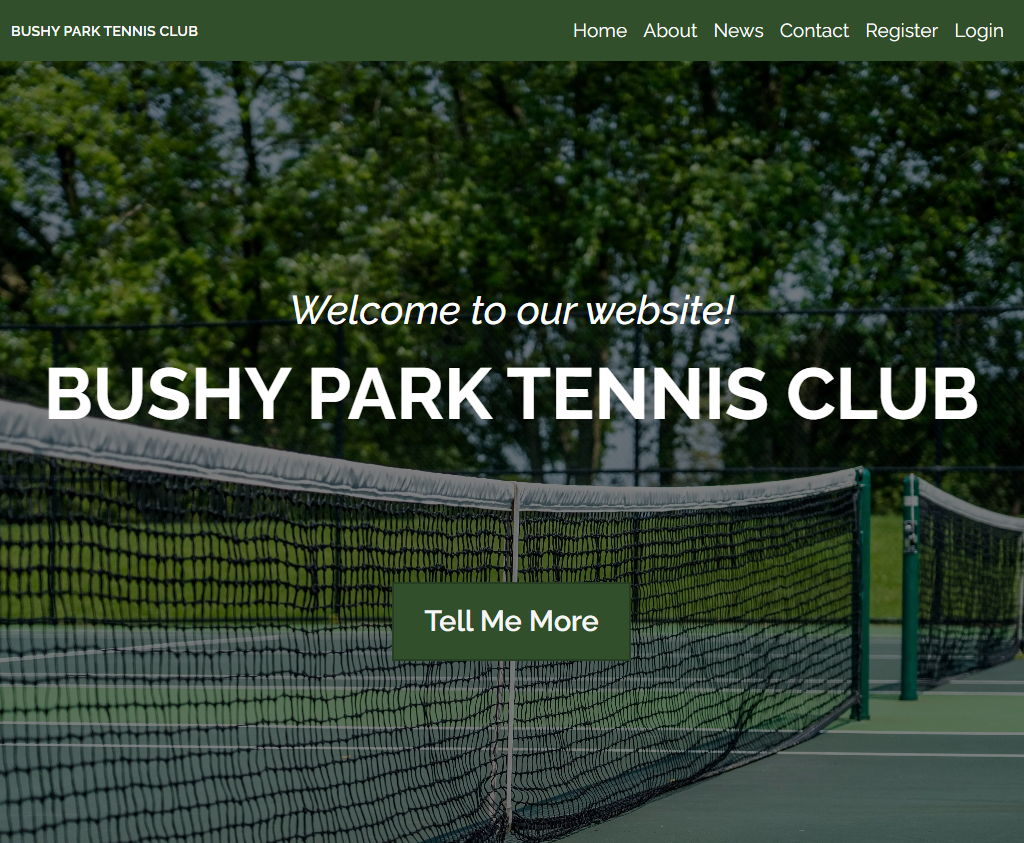 BUSHY PARK TENNIS CLUB
Home About News Contact Register Login
Welcome to our website!
BUSHY PARK TENNIS CLUB
Tell Me More